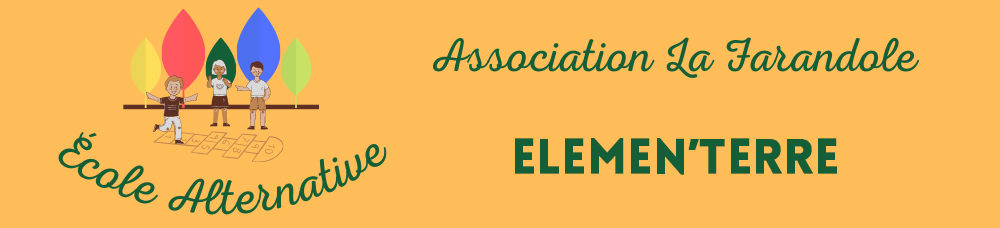 École Alternative
Association La Farandole
ELEMEN'TERRE